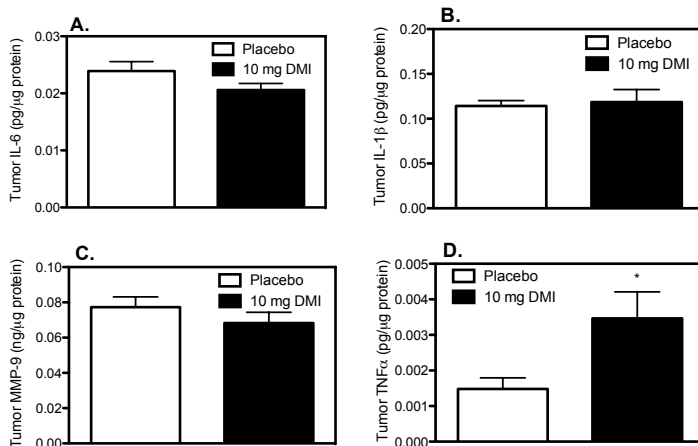 A.
Placebo
10 mg DMI
0.03
0.02
0.01
0.00
Tumor IL-6 (pg/μg protein)
B.
Placebo
10 mg DMI
0.20
0.15
0.10
0.05
0.00
Tumor IL-1β (pg/μg protein)
C.
Placebo
10 mg DMI
0.10
0.08
0.06
0.04
0.02
0.00
Tumor MMP-9 (ng/μg protein)
D.
Placebo
10 mg DMI
*
0.005
0.004
0.003
0.002
0.001
0.000
Tumor TNFα (pg/μg protein)